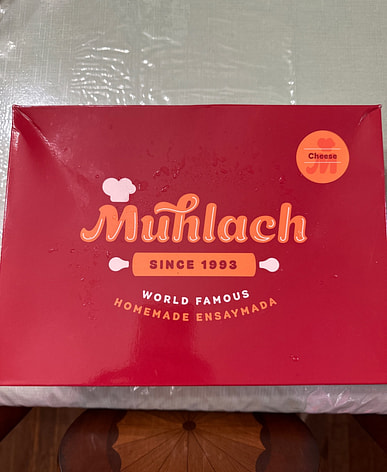 Cheese
Muhlach
SINCE 1993
WORLD FAMOUS
HOMEMADE ENSAYMADA